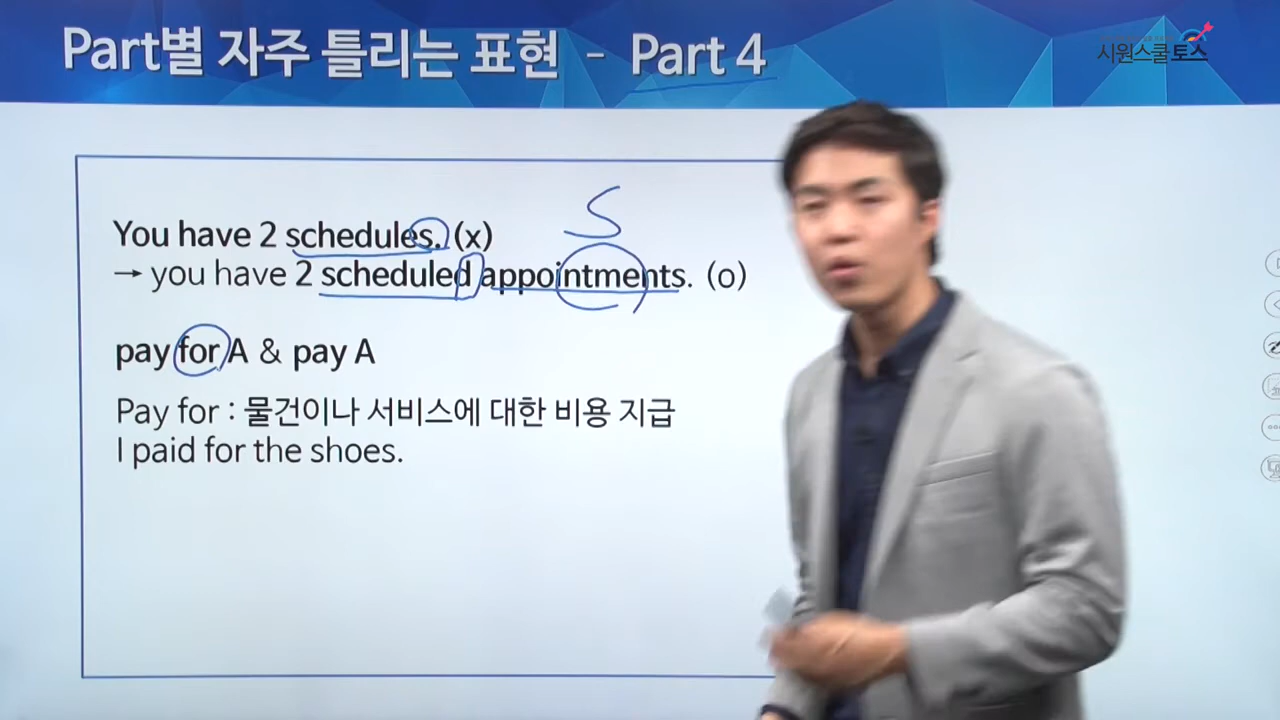 Part별 자주 틀리는 표현 - Part 4
시원스쿨토스
S
You have 2 schedules. (x)
→ you have 2 scheduled appointments. (o)
pay for A & pay A
Pay for : 물건이나 서비스에 대한 비용 지급
I paid for the shoes.